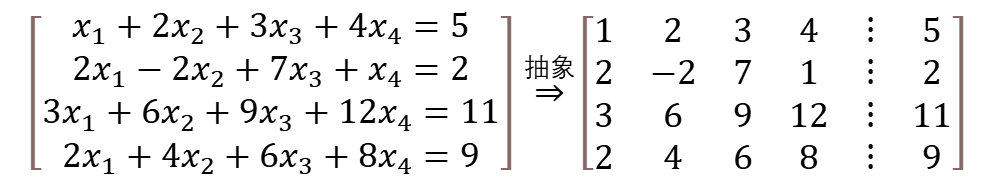 x₁ + 2x₂ + 3x₃ + 4x₄ = 5
2x₁ − 2x₂ + 7x₃ + x₄ = 2
3x₁ + 6x₂ + 9x₃ + 12x₄ = 11
2x₁ + 4x₂ + 6x₃ + 8x₄ = 9
抽象
⇒
1 2 3 4 ⋮ 5
2 −2 7 1 ⋮ 2
3 6 9 12 ⋮ 11
2 4 6 8 ⋮ 9